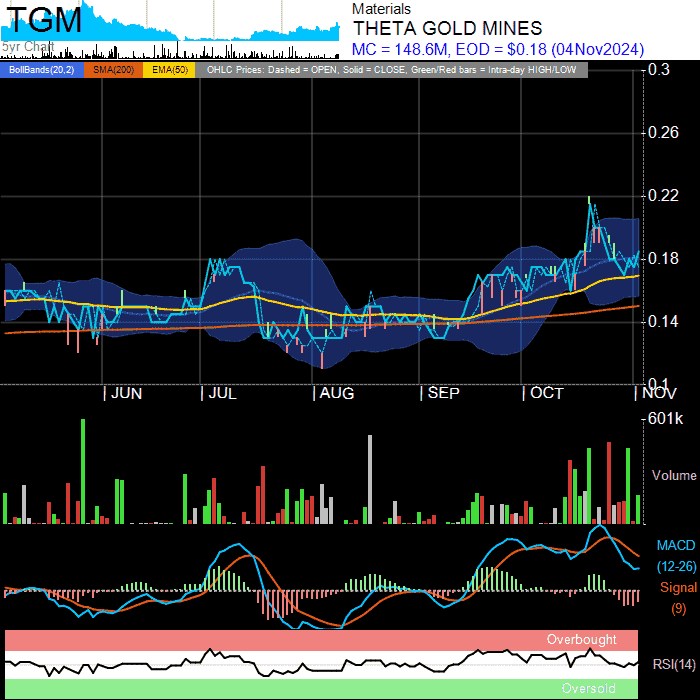 TGM
5yr Chart
Materials
THETA GOLD MINES
MC = 148.6M, EOD = $0.18 (04Nov2024)
BollBands(20,2) SMA(200) EMA(50) OHLC Prices: Dashed = OPEN, Solid = CLOSE, Green/Red bars = Intra-day HIGH/LOW
0.3
0.26
0.22
0.18
0.14
0.1
JUN JUL AUG SEP OCT NOV
601k
Volume
MACD
(12-26)
Signal
(9)
Overbought
RSI(14)
Oversold